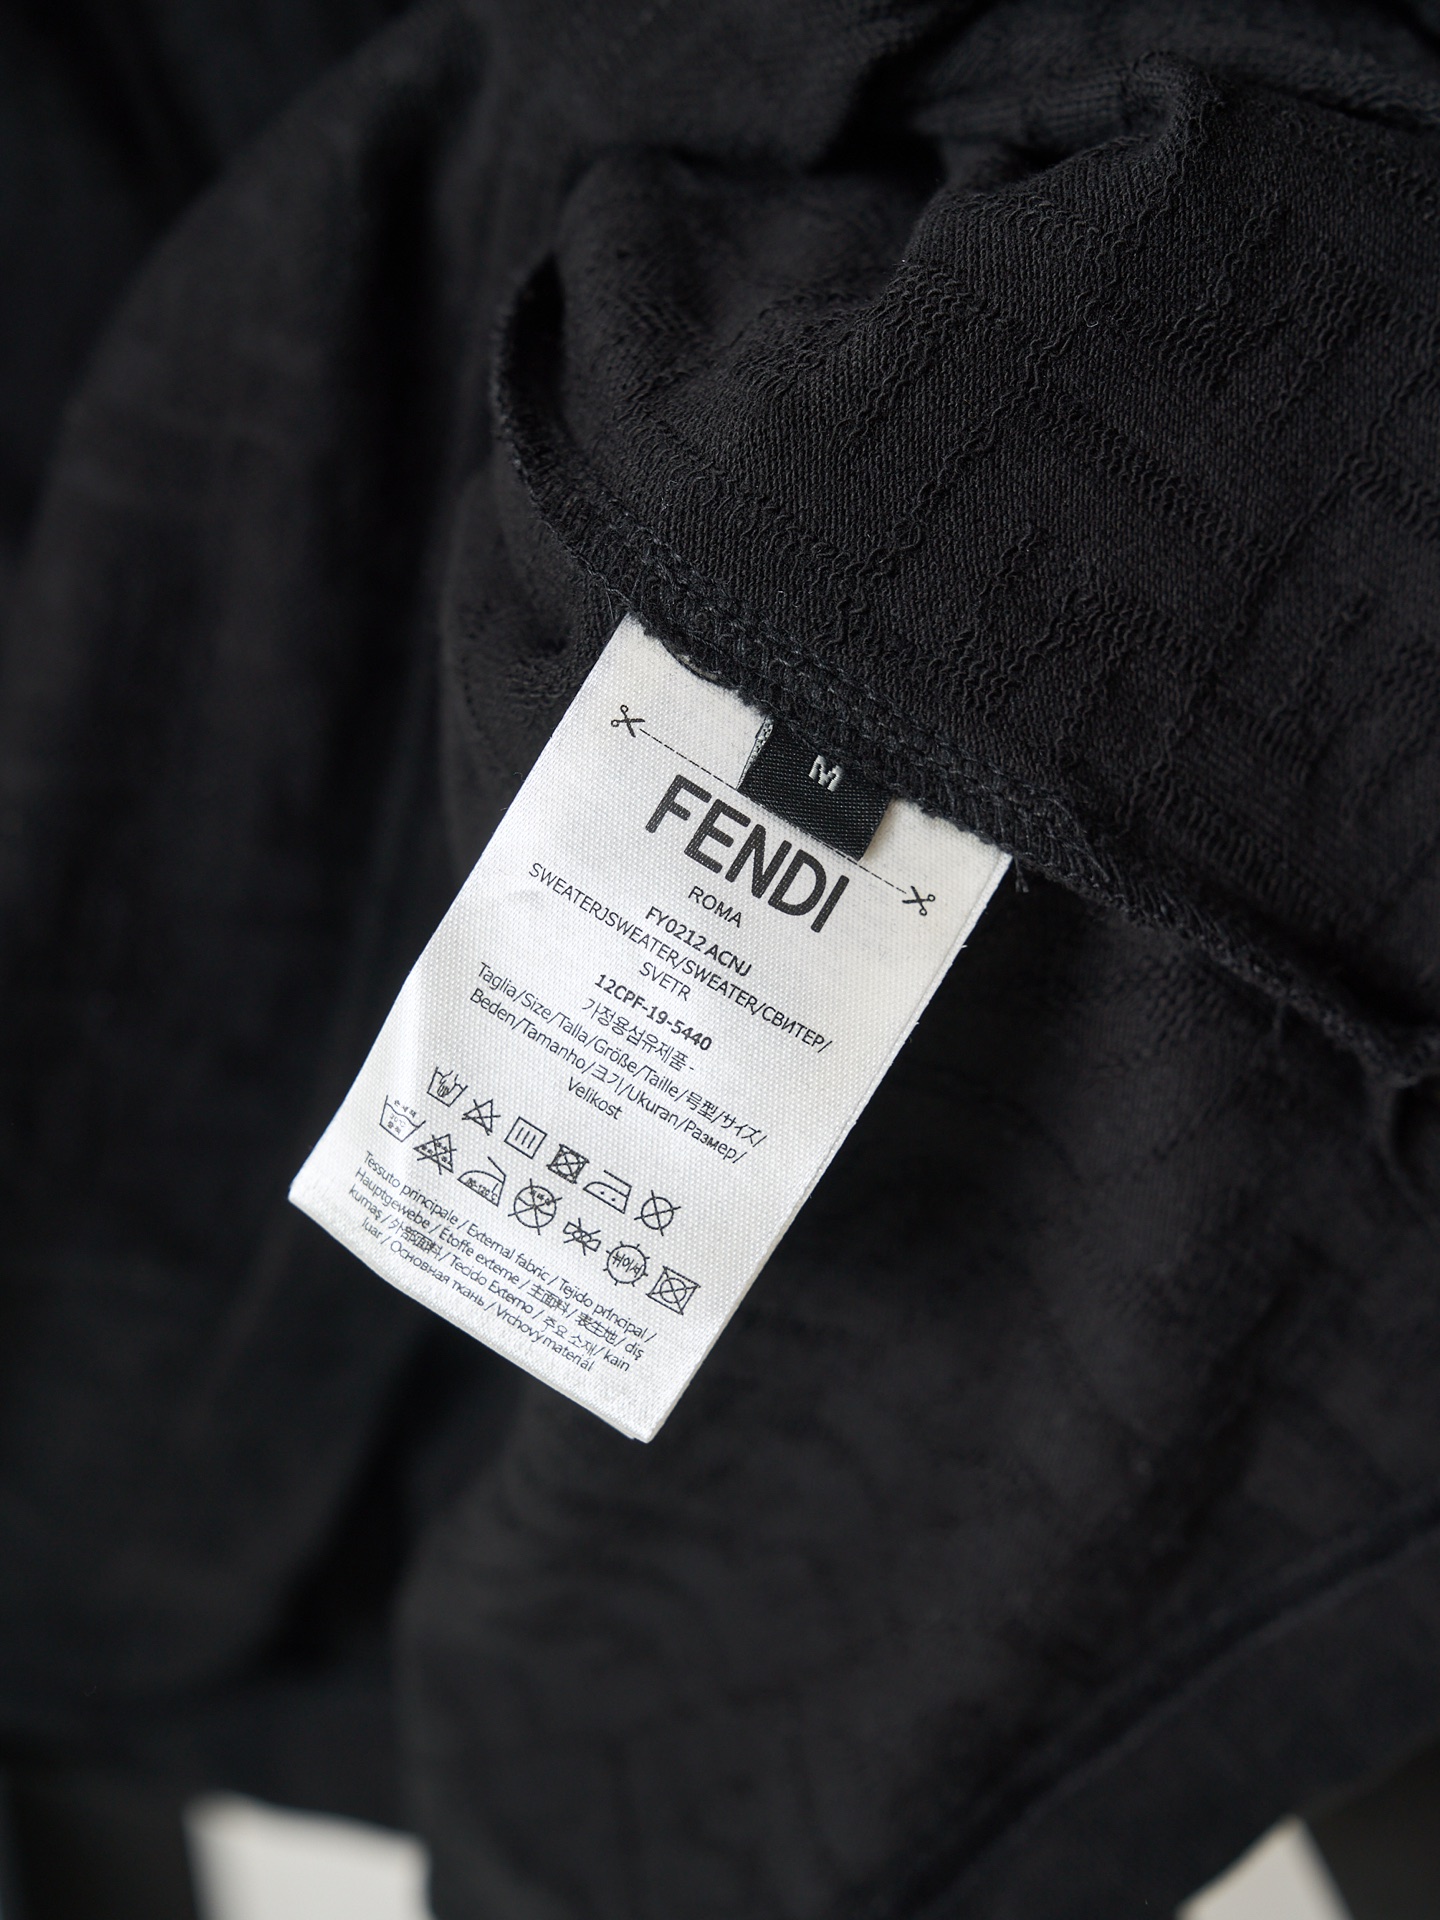 M
FENDI
ROMA
FY0212 ACNJ
SWEATERJSWEATER/SWEATER/СВИТЕР/
SVETR
12CPF-19-5440
가정용섬유제품 -
Taglia/Size/Talla/Größe/Taille/号型/サイズ/
Beden/Tamanho/크기/Ukuran/Размер/
Velikost
Tessuto principale / External fabric / Tejido principal /
Hauptgewebe / Étoffe externe / 主面料 / 表生地 / diş
kumaş / 外部面料 / Tecido Externo / 주요 소재 / kain
luar / Основная ткань / Vrchový materiál